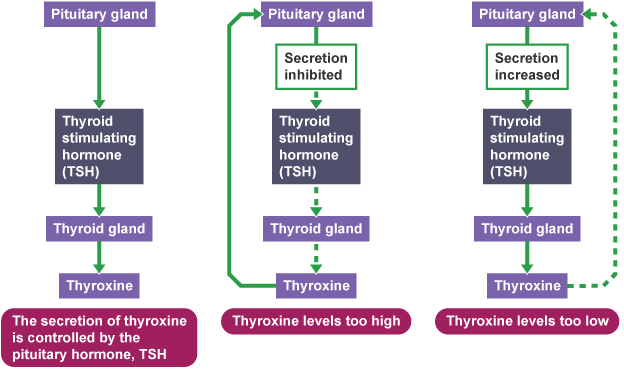 Pituitary gland
Thyroid
stimulating
hormone
(TSH)
Thyroid gland
Thyroxine
The secretion of thyroxine
is controlled by the
pituitary hormone, TSH
Pituitary gland
Secretion
inhibited
Thyroid
stimulating
hormone
(TSH)
Thyroid gland
Thyroxine
Thyroxine levels too high
Pituitary gland
Secretion
increased
Thyroid
stimulating
hormone
(TSH)
Thyroid gland
Thyroxine
Thyroxine levels too low